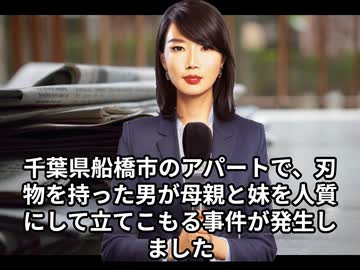 千葉県船橋市のアパートで、刃
物を持った男が母親と妹を人質
にして立てこもる事件が発生し
ました